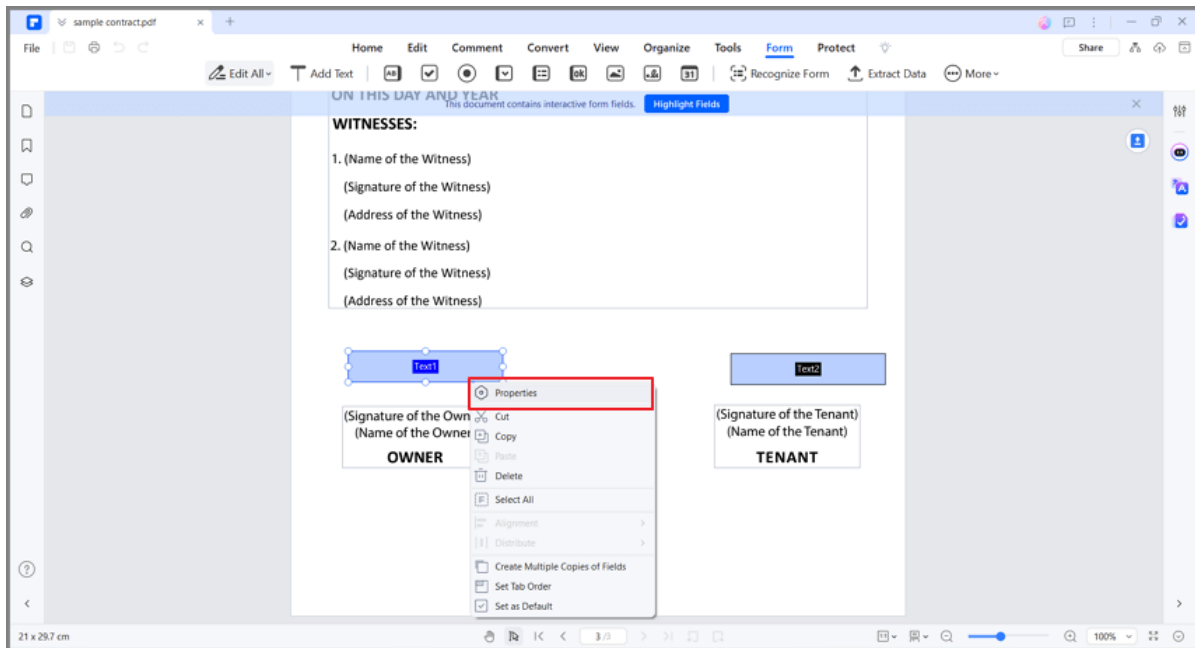 sample contract.pdf
File Home Edit Comment Convert View Organize Tools Form Protect Share
Edit All Add Text Recognize Form Extract Data More
ON THIS DAY AND YEAR
This document contains interactive form fields. Highlight Fields
WITNESSES:
1. (Name of the Witness)
(Signature of the Witness)
(Address of the Witness)
2. (Name of the Witness)
(Signature of the Witness)
(Address of the Witness)
Text1
Text2
Properties
Cut
Copy
Paste
Delete
Select All
Alignment
Distribute
Create Multiple Copies of Fields
Set Tab Order
Set as Default
(Signature of the Own
(Name of the Owner
OWNER
(Signature of the Tenant)
(Name of the Tenant)
TENANT
21 x 29.7 cm 3 /3 100%